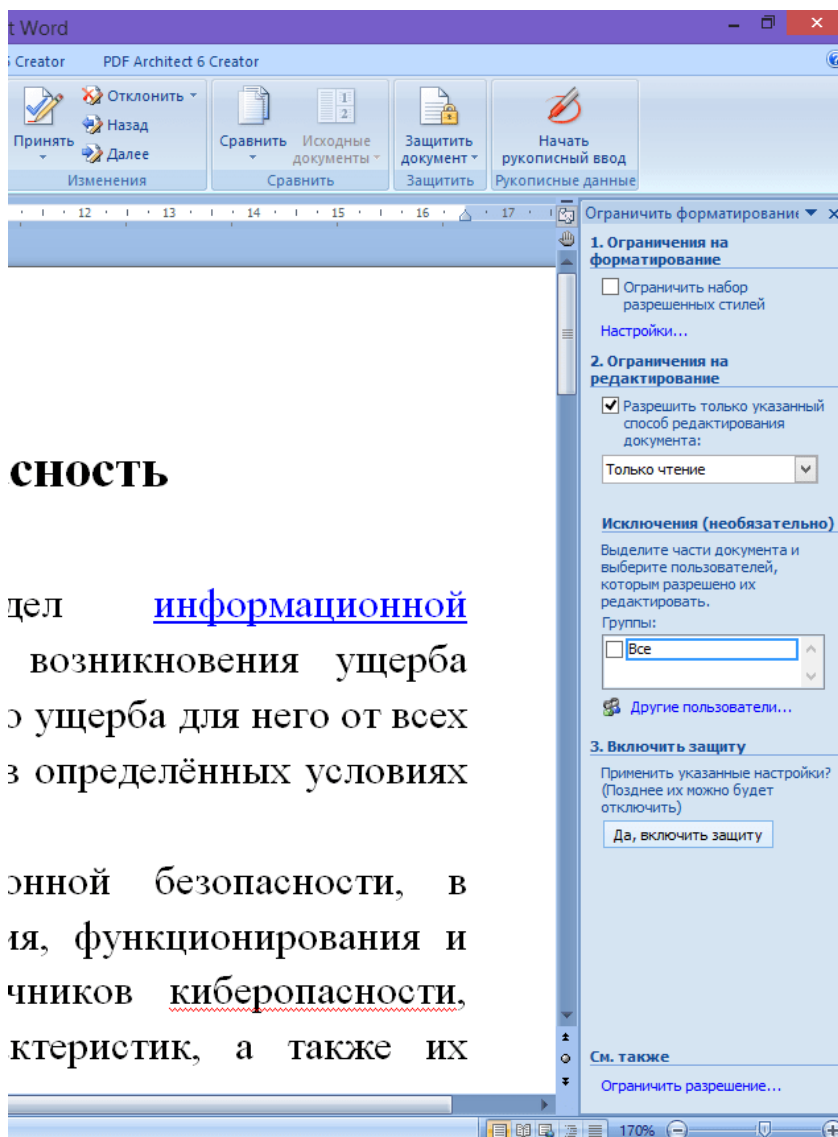 t Word
Creator PDF Architect 6 Creator
Отклонить
Назад
Принять
Далее
Изменения
Сравнить Исходные документы
Сравнить
Защитить документ
Защитить
Начать рукописный ввод
Рукописные данные
12 13 14 15 16 17
Ограничить форматирование
1. Ограничения на
форматирование
Ограничить набор
разрешенных стилей
Настройки...
2. Ограничения на
редактирование
Разрешить только указанный
способ редактирования
документа:
Только чтение
Исключения (необязательно)
Выделите части документа и
выберите пользователей,
которым разрешено их
редактировать.
Группы:
Все
Другие пользователи...
3. Включить защиту
Применить указанные настройки?
(Позднее их можно будет
отключить)
Да, включить защиту
См. также
Ограничить разрешение...
сность
дел информационной
возникновения ущерба
о ущерба для него от всех
в определённых условиях
онной безопасности, в
ия, функционирования и
чников киберопасности,
ктеристик, а также их
170%